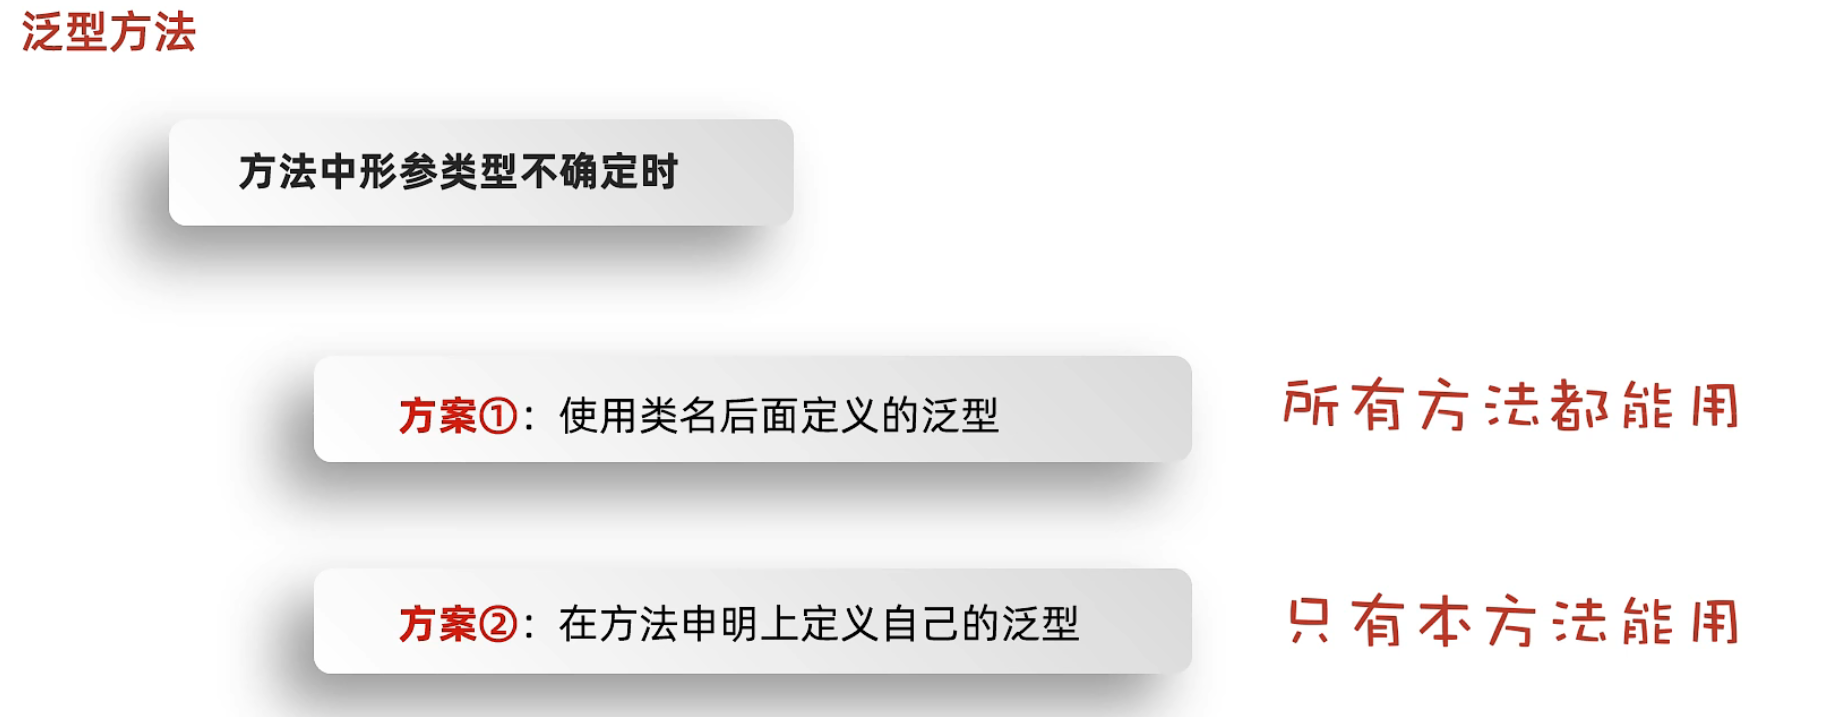 泛型方法
方法中形参类型不确定时
方案①：使用类名后面定义的泛型
所有方法都能用
方案②：在方法申明上定义自己的泛型
只有本方法能用